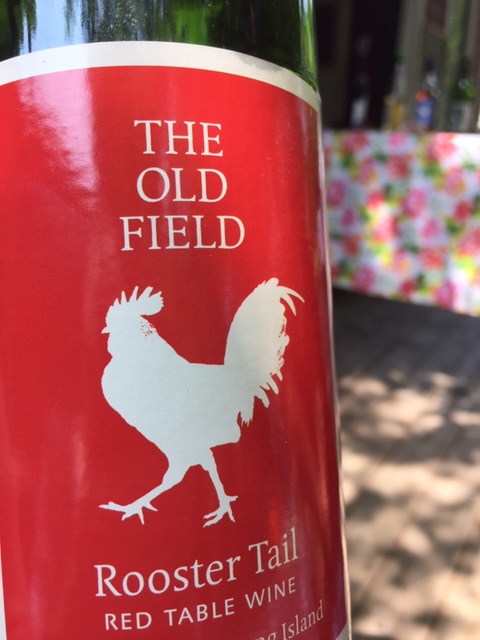 THE
OLD
FIELD
Rooster Tail
RED TABLE WINE
Island